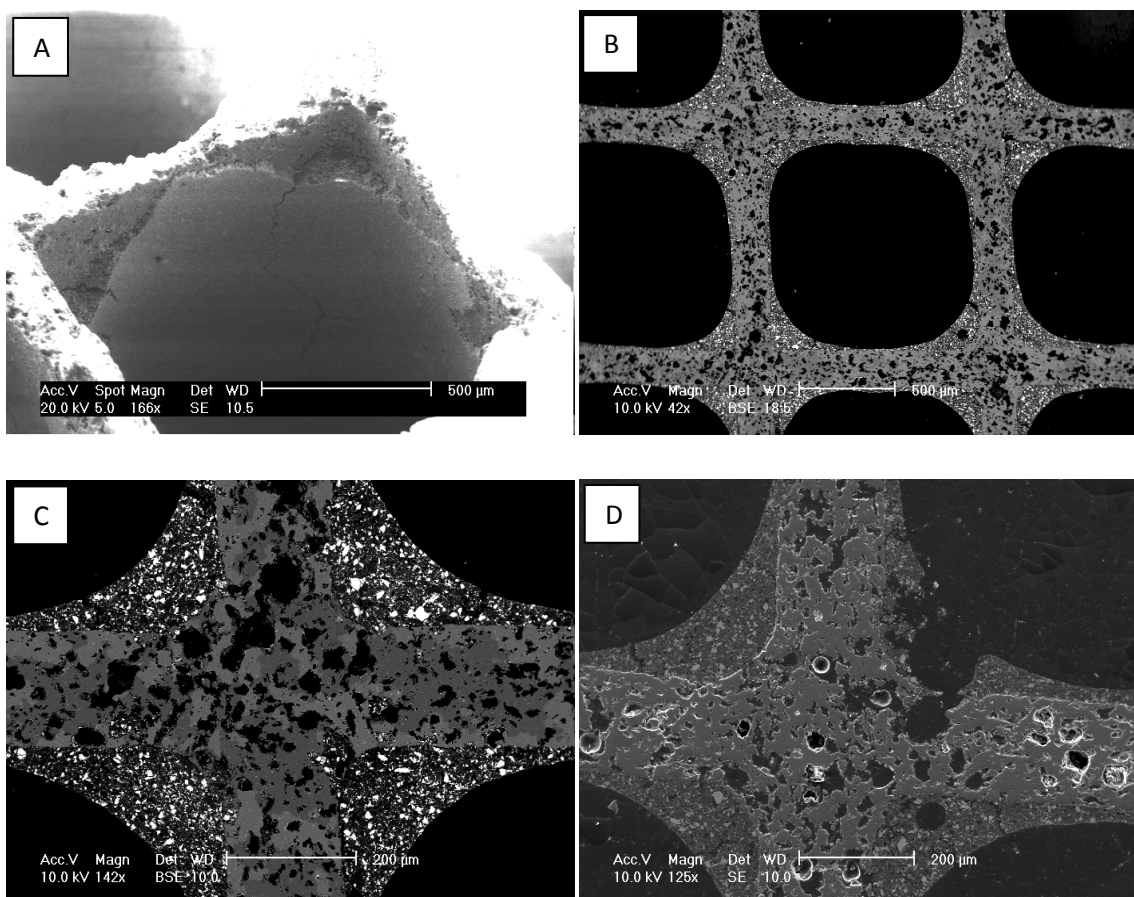 A
Acc.V Spot Magn Det WD 500 µm
20.0 kV 5.0 166x SE 10.5
B
Acc.V Magn Det WD 500 µm
10.0 kV 42x BSE 18.5
C
Acc.V Magn Det WD 200 µm
10.0 kV 142x BSE 10.0
D
Acc.V Magn Det WD 200 µm
10.0 kV 125x SE 10.0